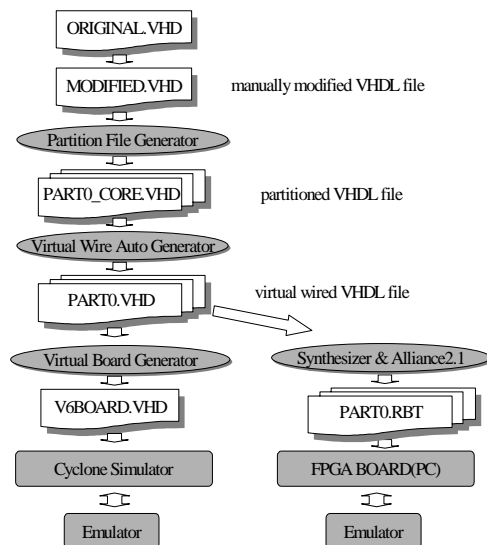 ORIGINAL.VHD
MODIFIED.VHD
manually modified VHDL file
Partition File Generator
PART0_CORE.VHD
partitioned VHDL file
Virtual Wire Auto Generator
PART0.VHD
virtual wired VHDL file
Virtual Board Generator
Synthesizer & Alliance2.1
V6BOARD.VHD
PART0.RBT
Cyclone Simulator
FPGA BOARD(PC)
Emulator
Emulator